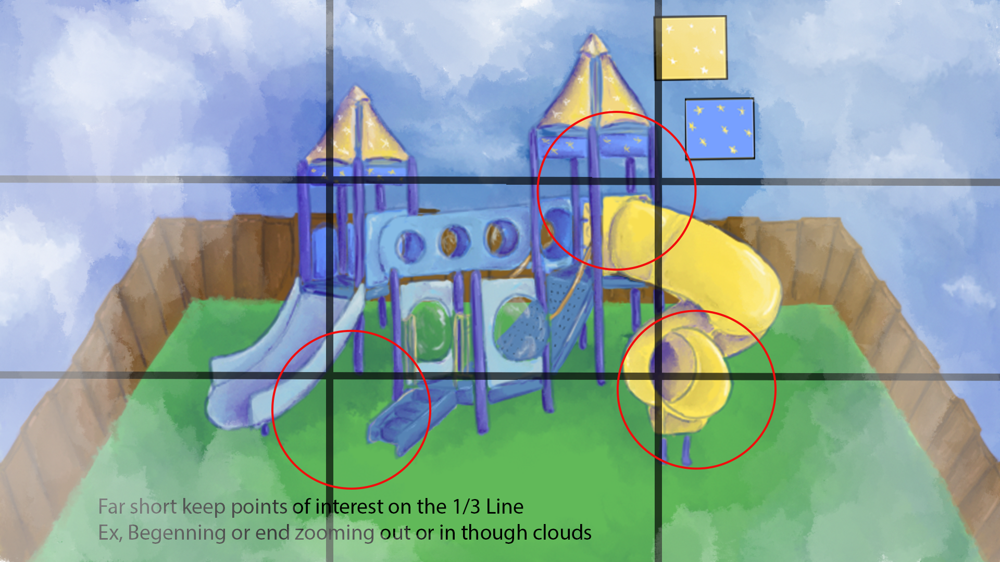 Far short keep points of interest on the 1/3 Line
Ex, Begenning or end zooming out or in though clouds